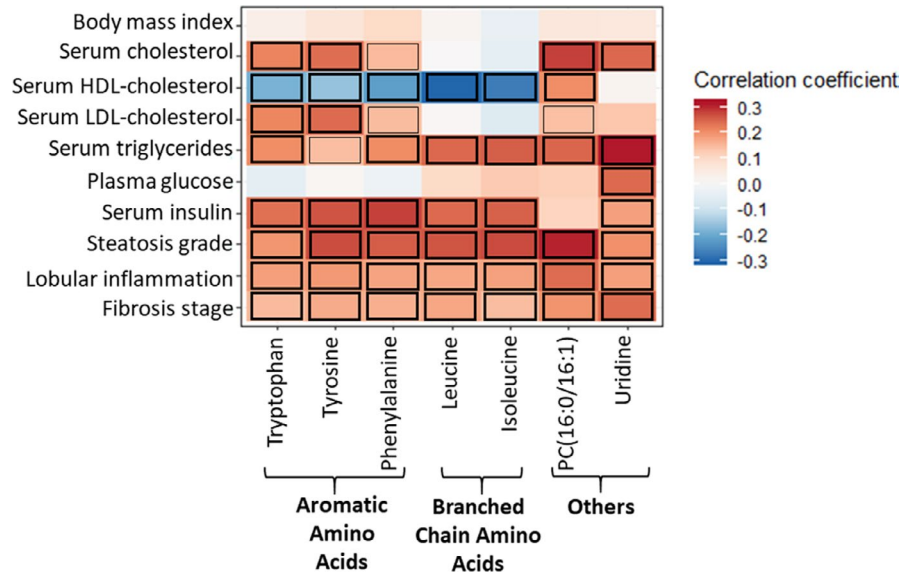 Body mass index
Serum cholesterol
Serum HDL-cholesterol
Serum LDL-cholesterol
Serum triglycerides
Plasma glucose
Serum insulin
Steatosis grade
Lobular inflammation
Fibrosis stage
Correlation coefficient
0.3
0.2
0.1
0.0
-0.1
-0.2
-0.3
Tryptophan
Tyrosine
Phenylalanine
Leucine
Isoleucine
PC(16:0/16:1)
Uridine
Aromatic
Amino
Acids
Branched
Chain Amino
Acids
Others